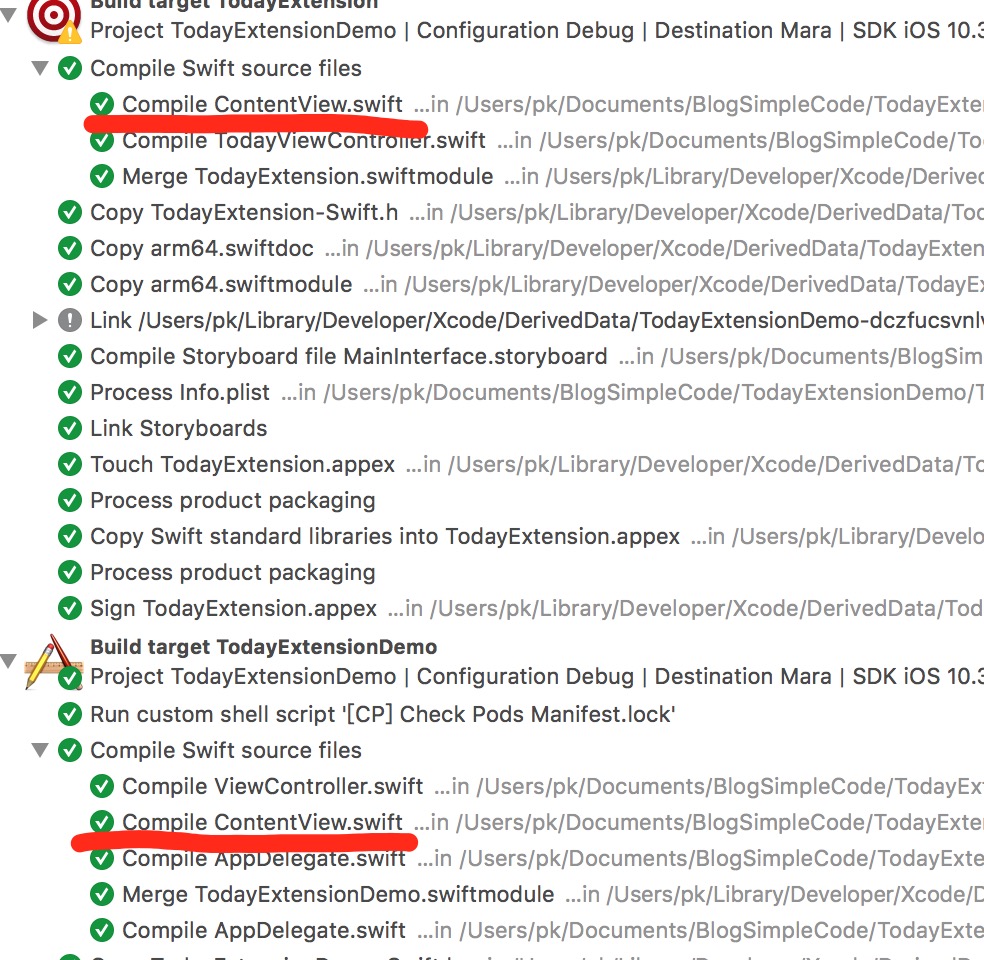 Build target TodayExtension
Project TodayExtensionDemo | Configuration Debug | Destination Mara | SDK iOS 10.3
Compile Swift source files
Compile ContentView.swift ...in /Users/pk/Documents/BlogSimpleCode/TodayExte
Compile TodayViewController.swift ...in /Users/pk/Documents/BlogSimpleCode/To
Merge TodayExtension.swiftmodule ...in /Users/pk/Library/Developer/Xcode/Derived
Copy TodayExtension-Swift.h ...in /Users/pk/Library/Developer/Xcode/DerivedData/Tod
Copy arm64.swiftdoc ...in /Users/pk/Library/Developer/Xcode/DerivedData/TodayExten
Copy arm64.swiftmodule ...in /Users/pk/Library/Developer/Xcode/DerivedData/TodayEx
Link /Users/pk/Library/Developer/Xcode/DerivedData/TodayExtensionDemo-dczfucsvnlv
Compile Storyboard file MainInterface.storyboard ...in /Users/pk/Documents/BlogSim
Process Info.plist ...in /Users/pk/Documents/BlogSimpleCode/TodayExtensionDemo/T
Link Storyboards
Touch TodayExtension.appex ...in /Users/pk/Library/Developer/Xcode/DerivedData/To
Process product packaging
Copy Swift standard libraries into TodayExtension.appex ...in /Users/pk/Library/Develo
Process product packaging
Sign TodayExtension.appex ...in /Users/pk/Library/Developer/Xcode/DerivedData/Tod
Build target TodayExtensionDemo
Project TodayExtensionDemo | Configuration Debug | Destination Mara | SDK iOS 10.3
Run custom shell script '[CP] Check Pods Manifest.lock'
Compile Swift source files
Compile ViewController.swift ...in /Users/pk/Documents/BlogSimpleCode/TodayExt
Compile ContentView.swift ...in /Users/pk/Documents/BlogSimpleCode/TodayExte
Compile AppDelegate.swift ...in /Users/pk/Documents/BlogSimpleCode/TodayExte
Merge TodayExtensionDemo.swiftmodule ...in /Users/pk/Library/Developer/Xcode/D
Compile AppDelegate.swift ...in /Users/pk/Documents/BlogSimpleCode/TodayExte